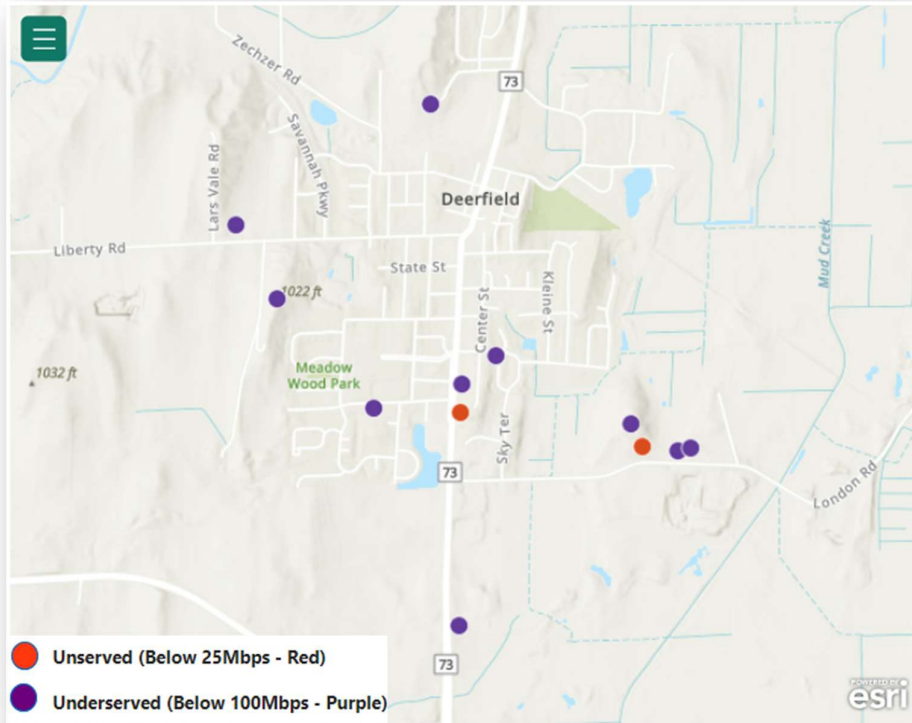 Zechzer Rd
73
Savannah Pkwy
Lars Vale Rd
Deerfield
Liberty Rd
State St
Mud Creek
1022 ft
Center St
Kleine St
1032 ft
Meadow
Wood Park
Sky Ter
73
London Rd
Unserved (Below 25Mbps - Red)
73
Underserved (Below 100Mbps - Purple)
POWERED BY
esri